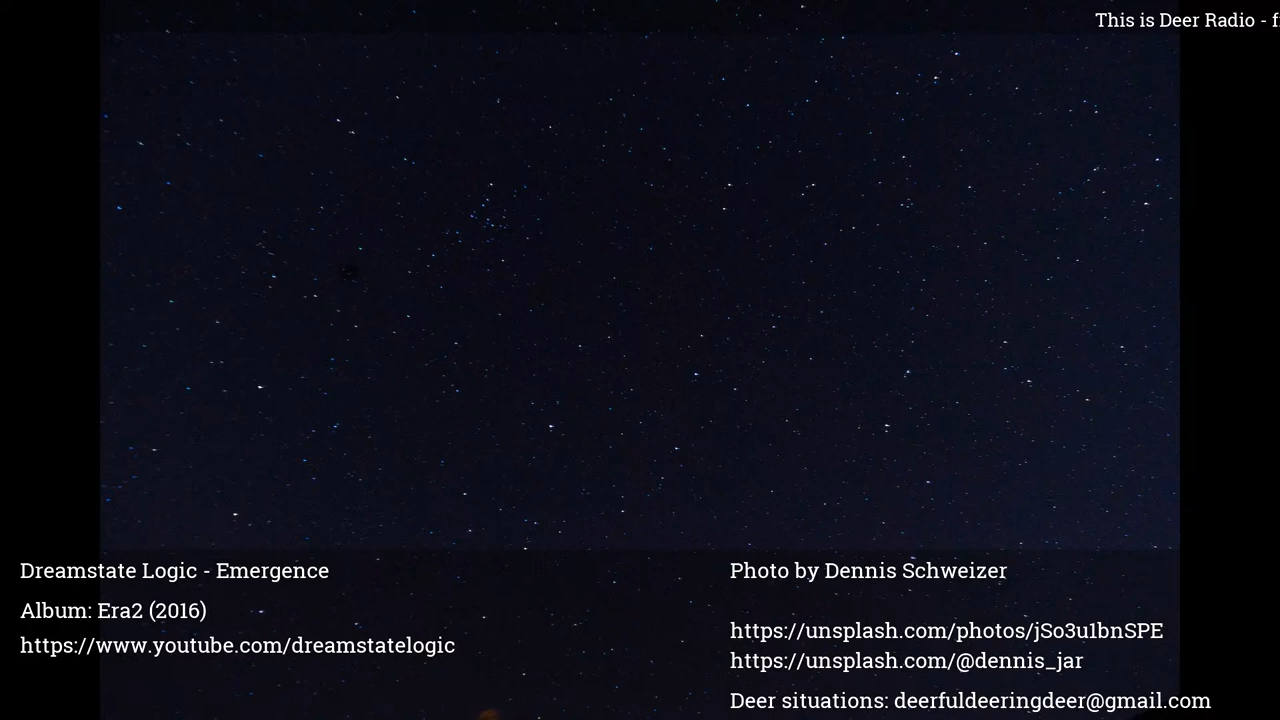 This is Deer Radio -
Dreamstate Logic - Emergence
Album: Era2 (2016)
https://www.youtube.com/dreamstatelogic
Photo by Dennis Schweizer
https://unsplash.com/photos/jSo3u1bnSPE
https://unsplash.com/@dennis_jar
Deer situations: deerfuldeeringdeer@gmail.com